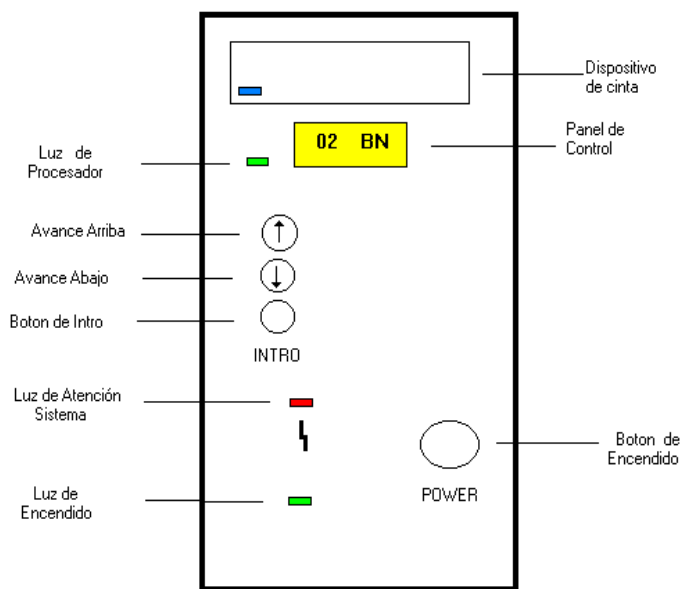 Dispositivo
de cinta
02 BN
Panel de
Control
Luz de
Procesador
Avance Arriba
Avance Abajo
Boton de Intro
INTRO
Luz de Atención
Sistema
Boton de
Encendido
POWER
Luz de
Encendido